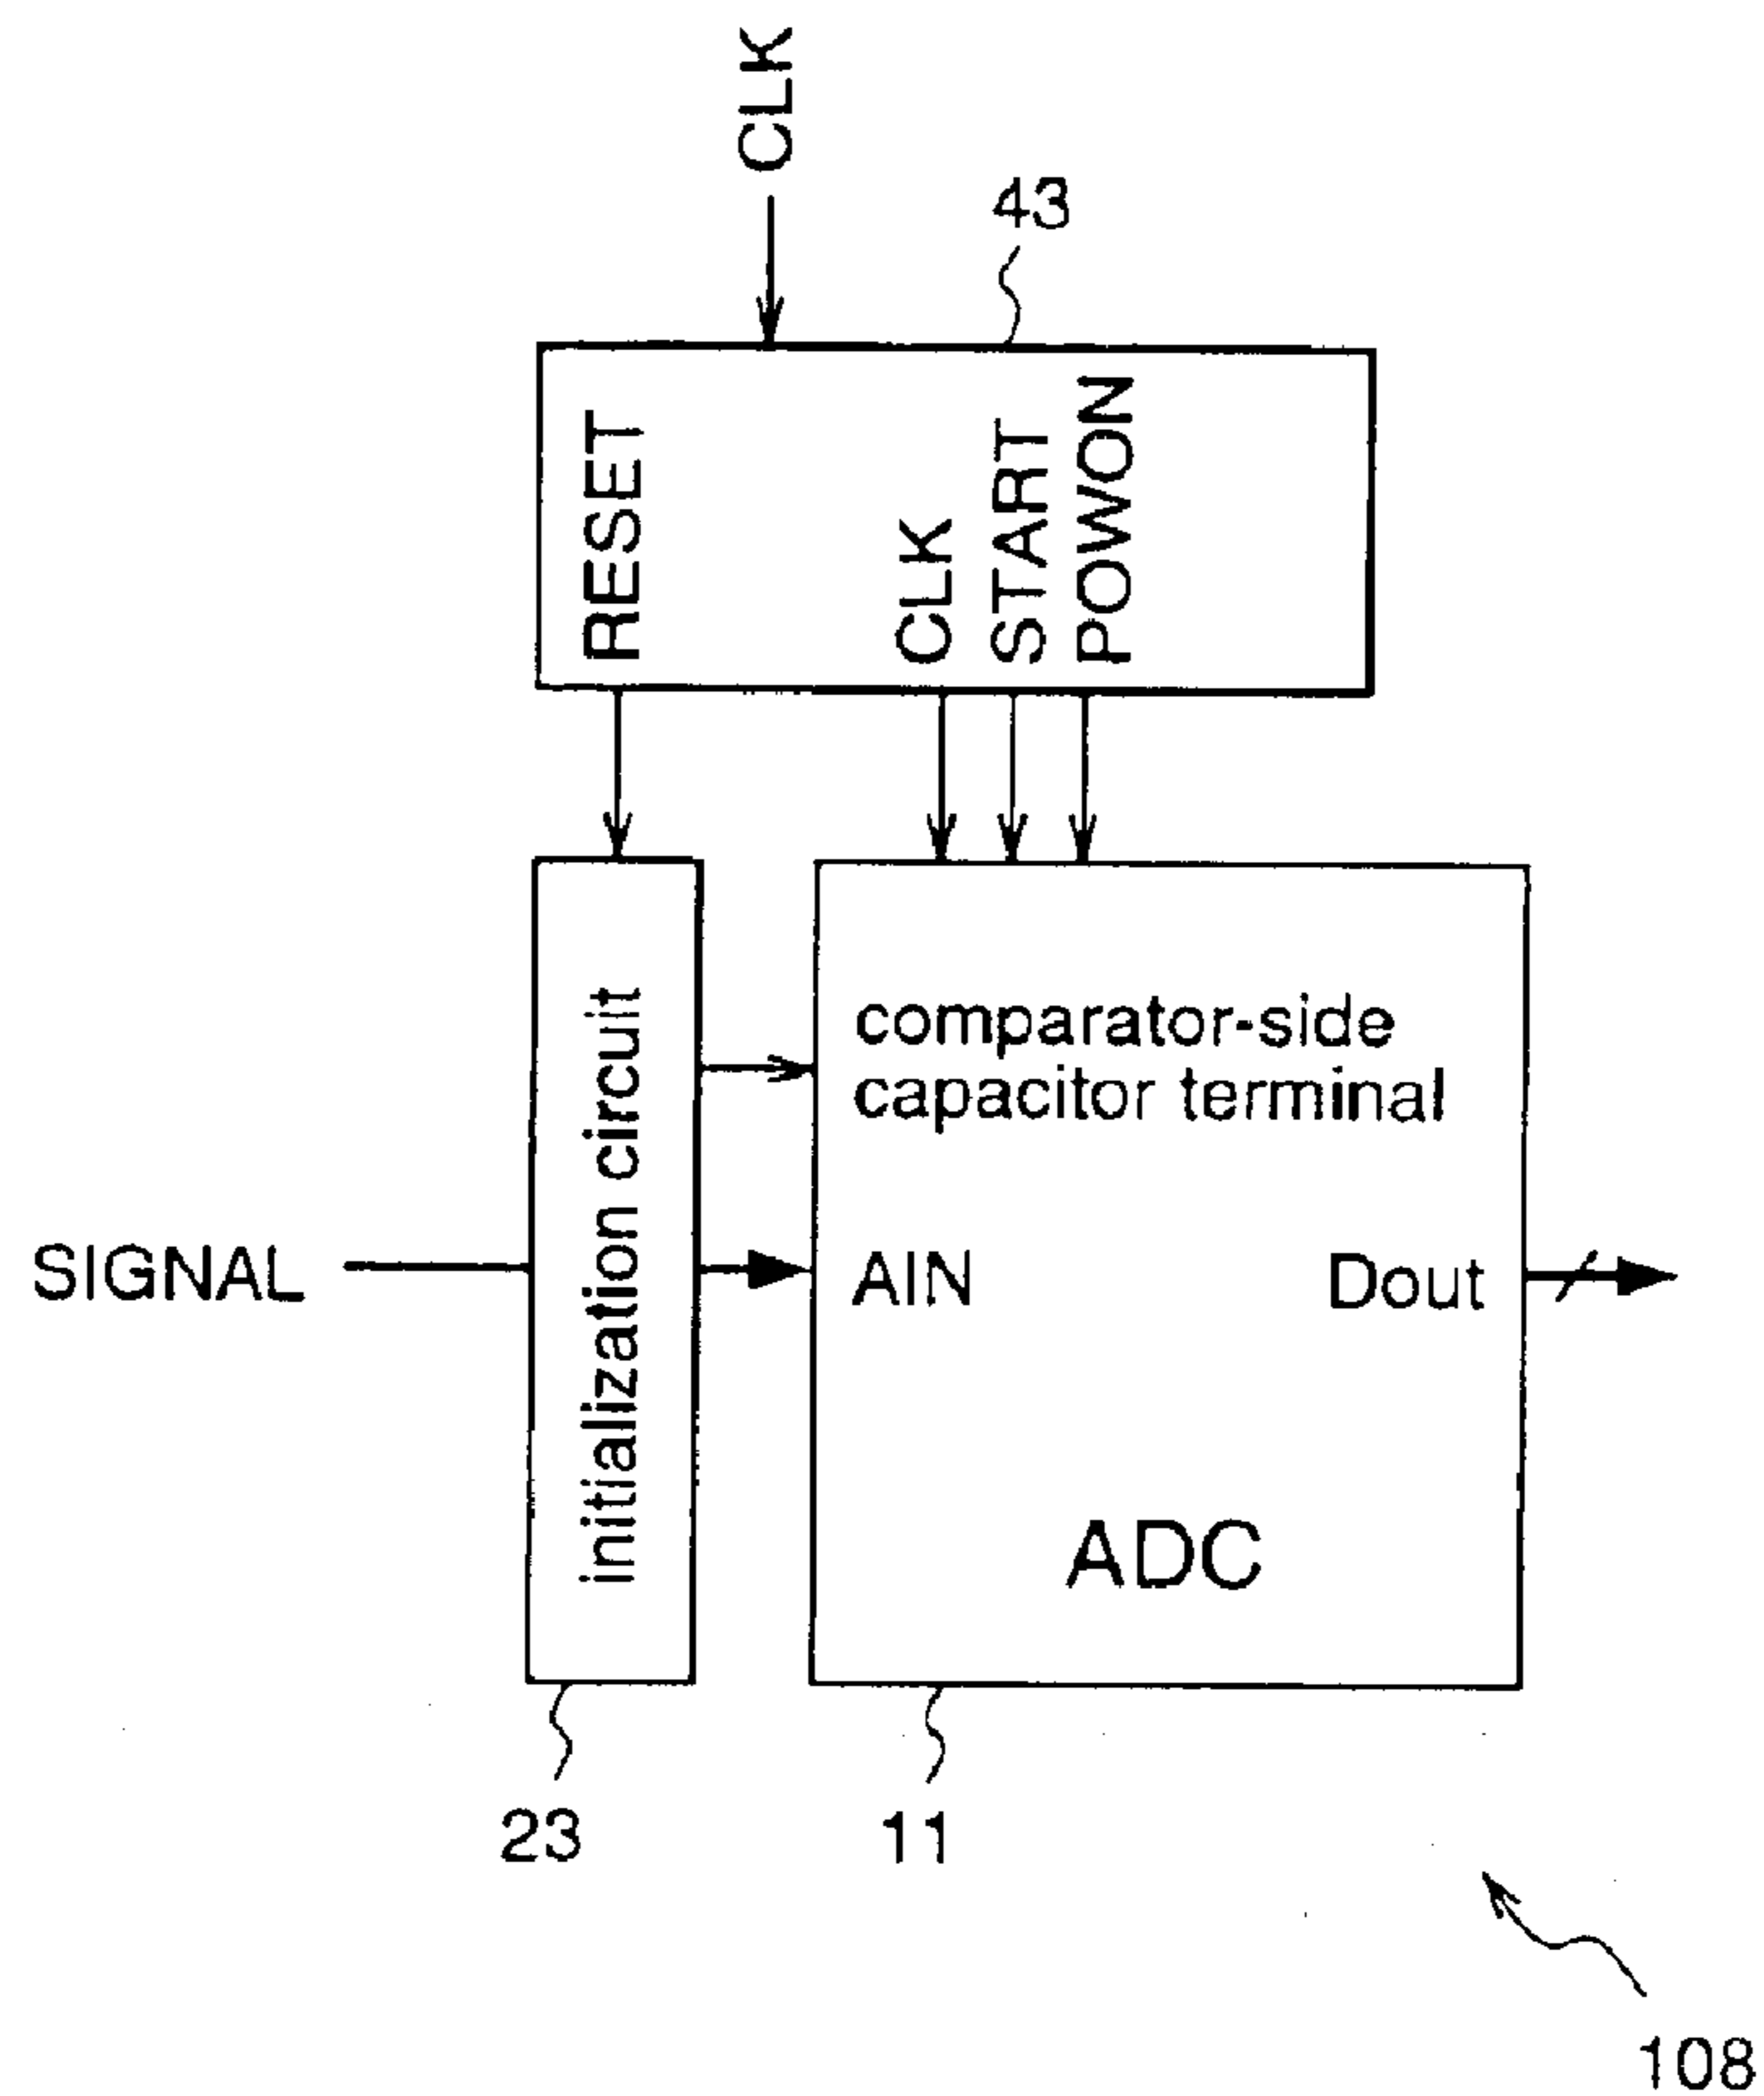 CLK
43
RESET
CLK
START
POWON
initialization circuit
comparator-side
capacitor terminal
SIGNAL
AIN
Dout
ADC
23
11
108